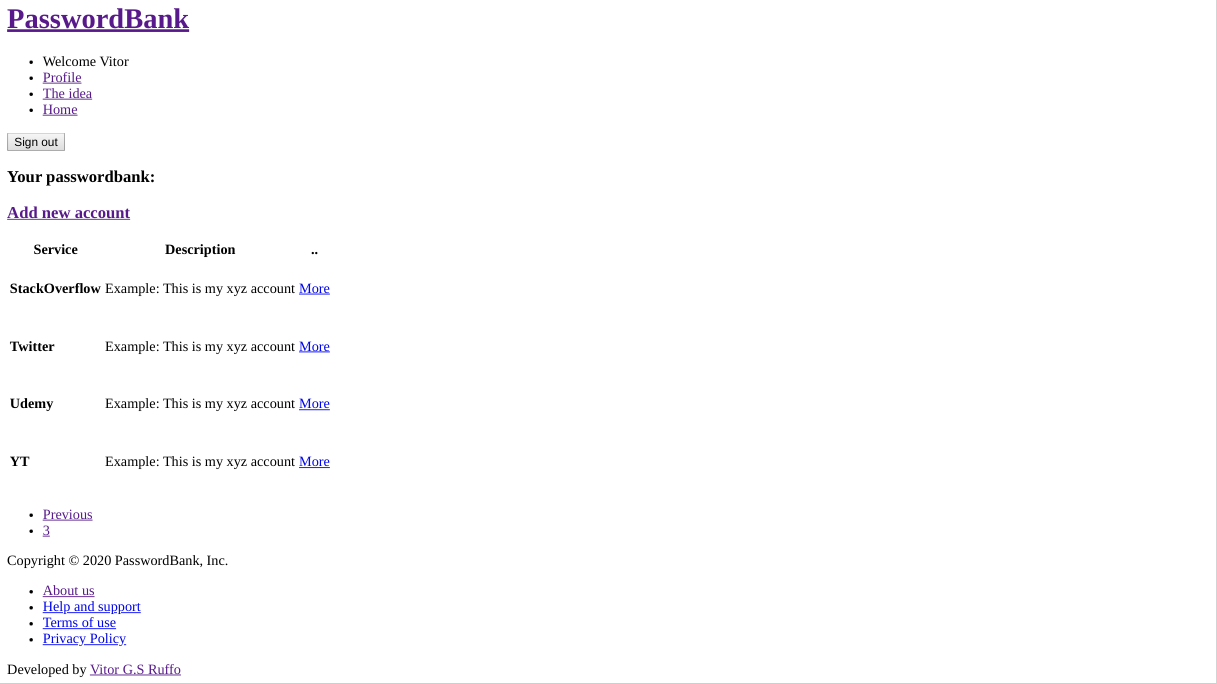 PasswordBank
Welcome Vitor
Profile
The idea
Home
Sign out
Your passwordbank:
Add new account
Service Description ..
StackOverflow Example: This is my xyz account More
Twitter Example: This is my xyz account More
Udemy Example: This is my xyz account More
YT Example: This is my xyz account More
Previous
3
Copyright © 2020 PasswordBank, Inc.
About us
Help and support
Terms of use
Privacy Policy
Developed by Vitor G.S Ruffo